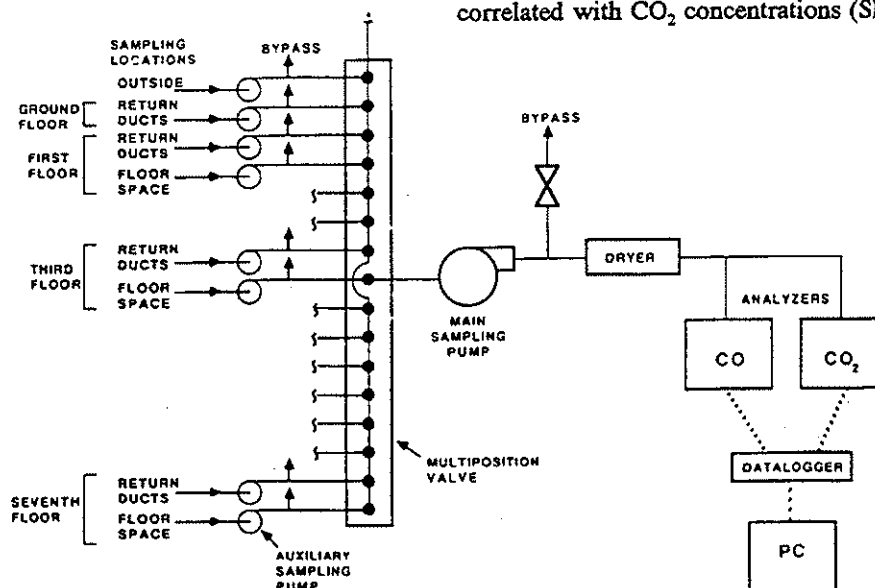 correlated with CO₂ concentrations
SAMPLING
LOCATIONS
BYPASS
OUTSIDE
GROUND
FLOOR
RETURN
DUCTS
FIRST
FLOOR
RETURN
DUCTS
FLOOR
SPACE
THIRD
FLOOR
RETURN
DUCTS
FLOOR
SPACE
BYPASS
DRYER
MAIN
SAMPLING
PUMP
ANALYZERS
CO
CO₂
DATALOGGER
PC
MULTIPOSITION
VALVE
SEVENTH
FLOOR
RETURN
DUCTS
FLOOR
SPACE
AUXILIARY
SAMPLING
PUMP